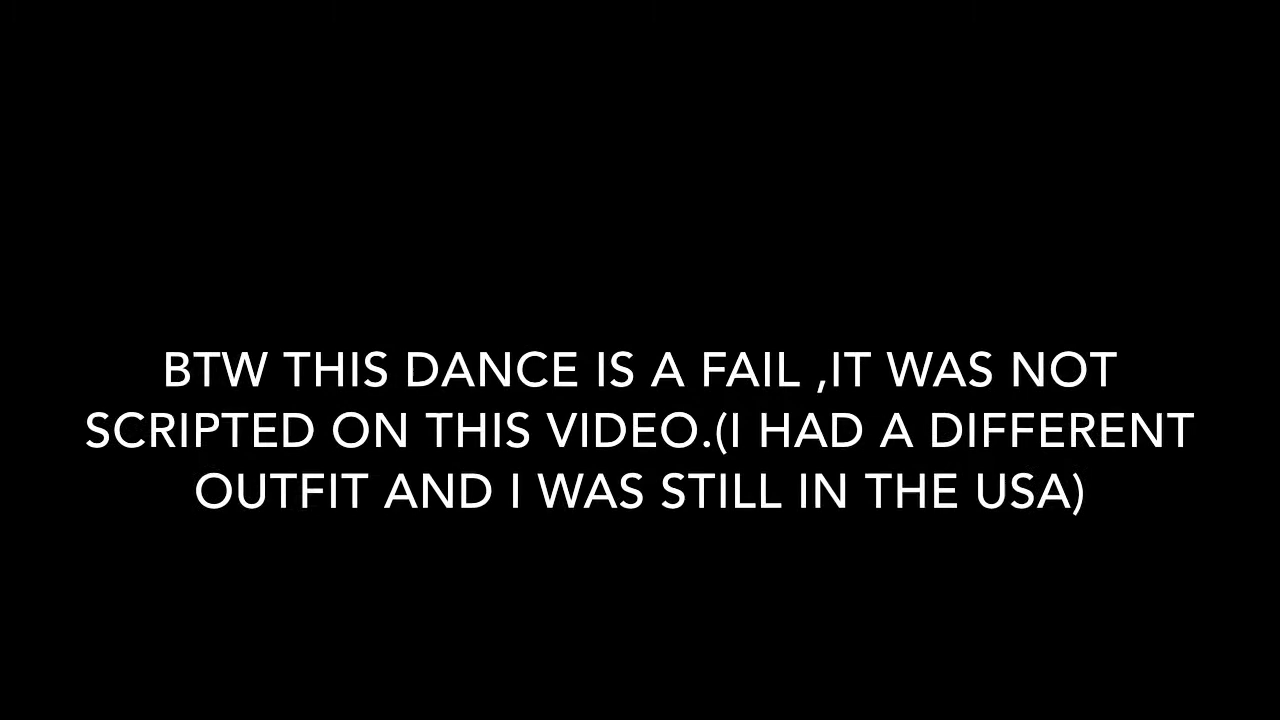 BTW THIS DANCE IS A FAIL ,IT WAS NOT
SCRIPTED ON THIS VIDEO.(I HAD A DIFFERENT
OUTFIT AND I WAS STILL IN THE USA)